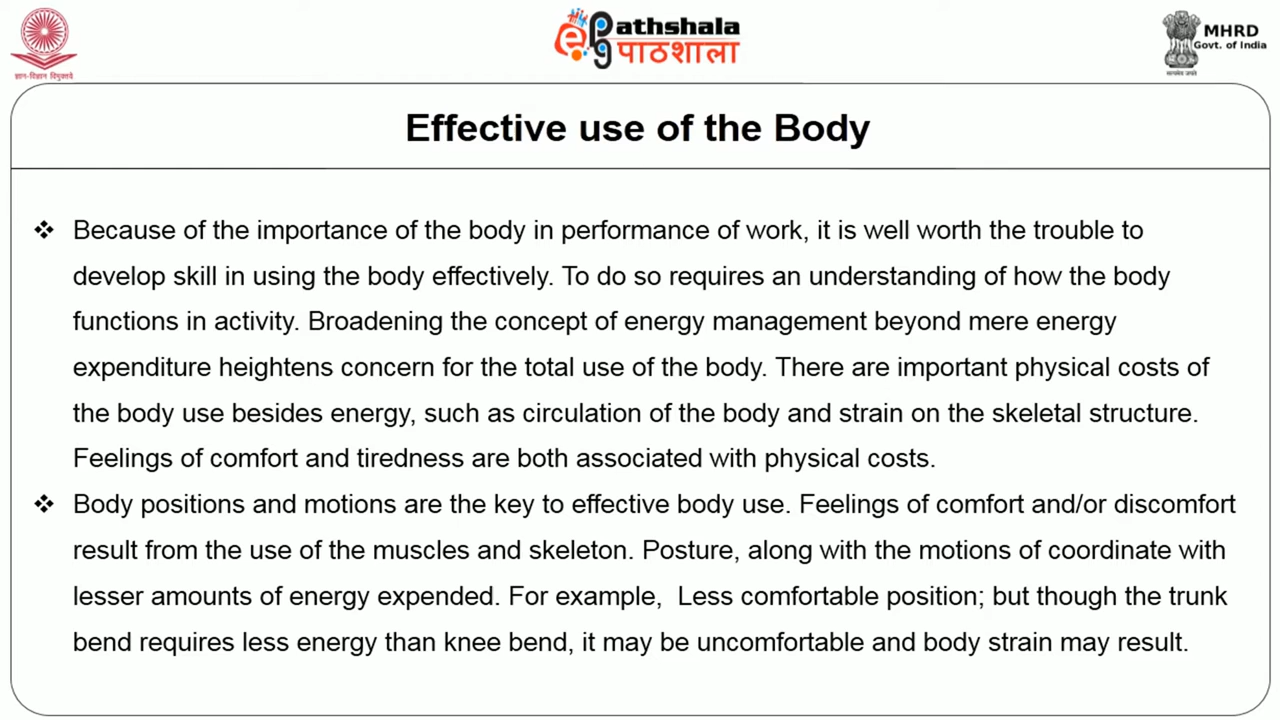 ज्ञान-विज्ञान विमुक्तये
ePG Pathshala
पाठशाला
MHRD
Govt. of India
सत्यमेव जयते
Effective use of the Body
❖ Because of the importance of the body in performance of work, it is well worth the trouble to
develop skill in using the body effectively. To do so requires an understanding of how the body
functions in activity. Broadening the concept of energy management beyond mere energy
expenditure heightens concern for the total use of the body. There are important physical costs of
the body use besides energy, such as circulation of the body and strain on the skeletal structure.
Feelings of comfort and tiredness are both associated with physical costs.
❖ Body positions and motions are the key to effective body use. Feelings of comfort and/or discomfort
result from the use of the muscles and skeleton. Posture, along with the motions of coordinate with
lesser amounts of energy expended. For example,  Less comfortable position; but though the trunk
bend requires less energy than knee bend, it may be uncomfortable and body strain may result.